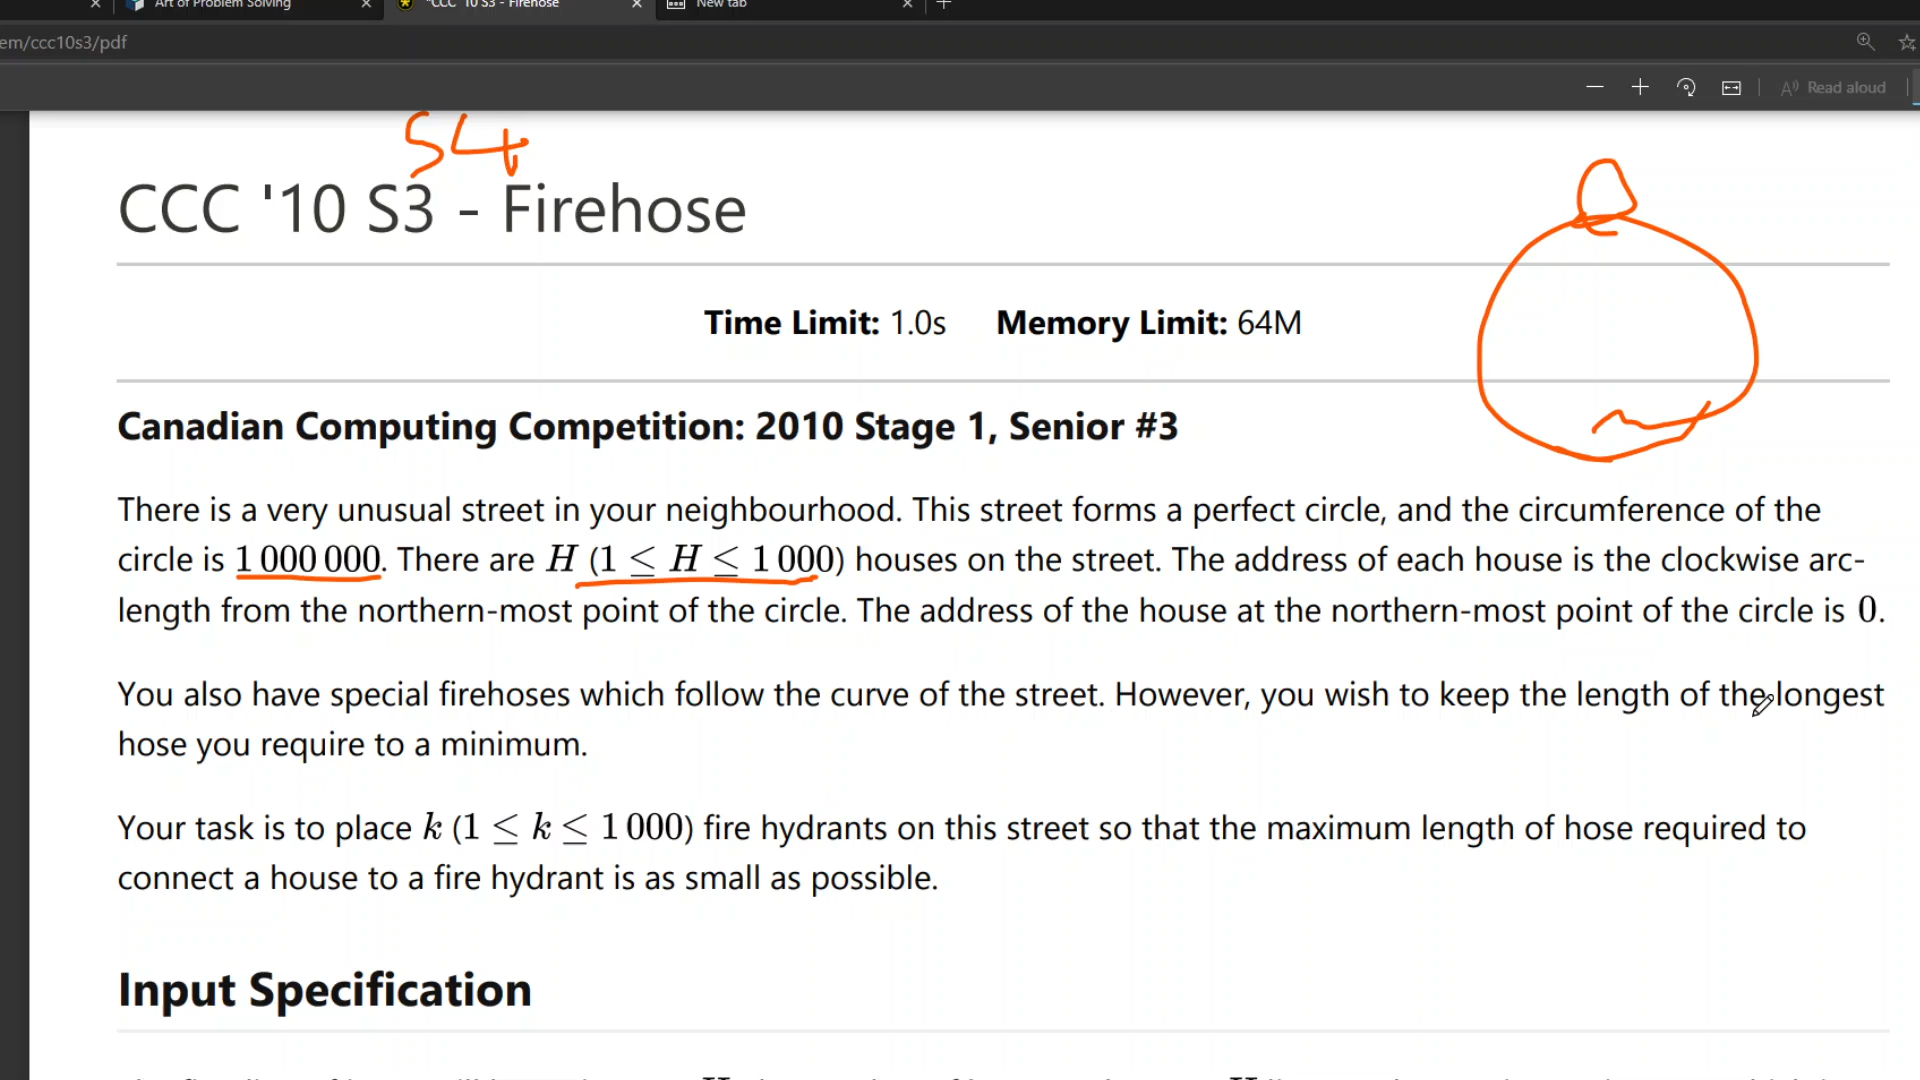 Art of Problem Solving
"CCC '10 S3 - Firehose
New tab
em/ccc10s3/pdf
Read aloud
S4
CCC '10 S3 - Firehose
Time Limit: 1.0s Memory Limit: 64M
Canadian Computing Competition: 2010 Stage 1, Senior #3
There is a very unusual street in your neighbourhood. This street forms a perfect circle, and the circumference of the
circle is 1 000 000. There are H (1 ≤ H ≤ 1 000) houses on the street. The address of each house is the clockwise arc-
length from the northern-most point of the circle. The address of the house at the northern-most point of the circle is 0.
You also have special firehoses which follow the curve of the street. However, you wish to keep the length of the longest
hose you require to a minimum.
Your task is to place k (1 ≤ k ≤ 1 000) fire hydrants on this street so that the maximum length of hose required to
connect a house to a fire hydrant is as small as possible.
Input Specification